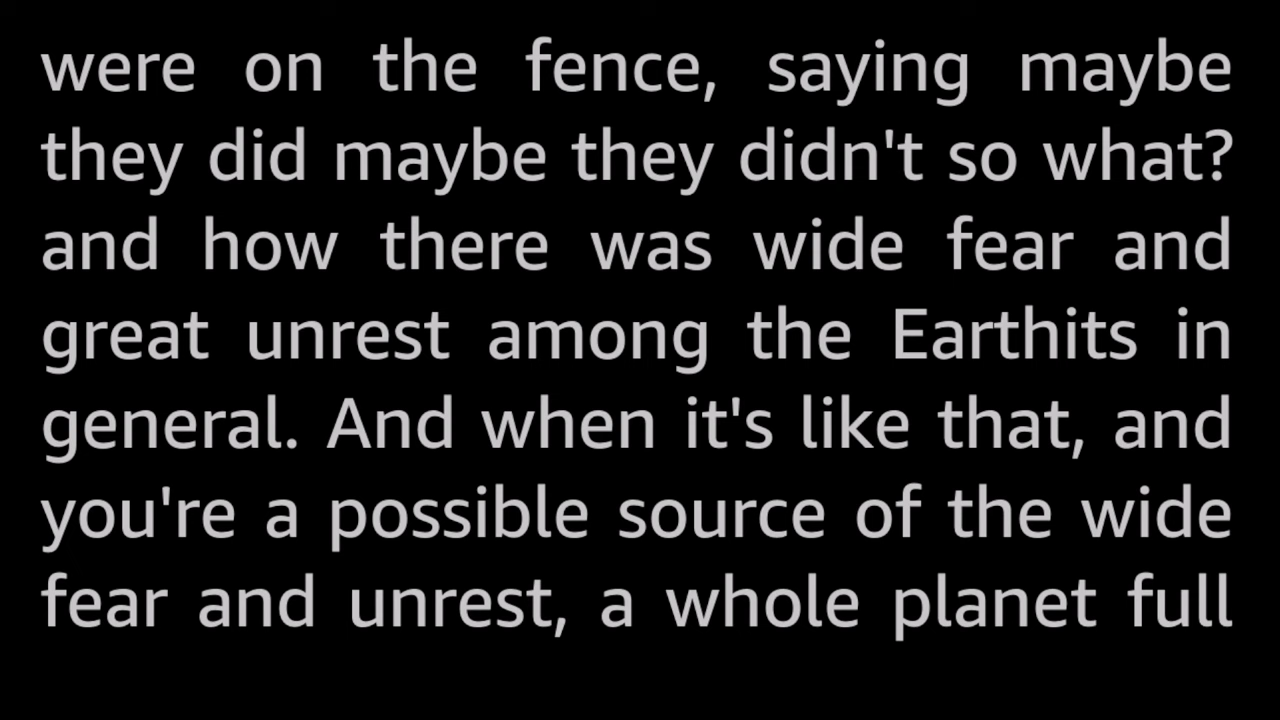 were on the fence, saying maybe
they did maybe they didn't so what?
and how there was wide fear and
great unrest among the Earthits in
general. And when it's like that, and
you're a possible source of the wide
fear and unrest, a whole planet full